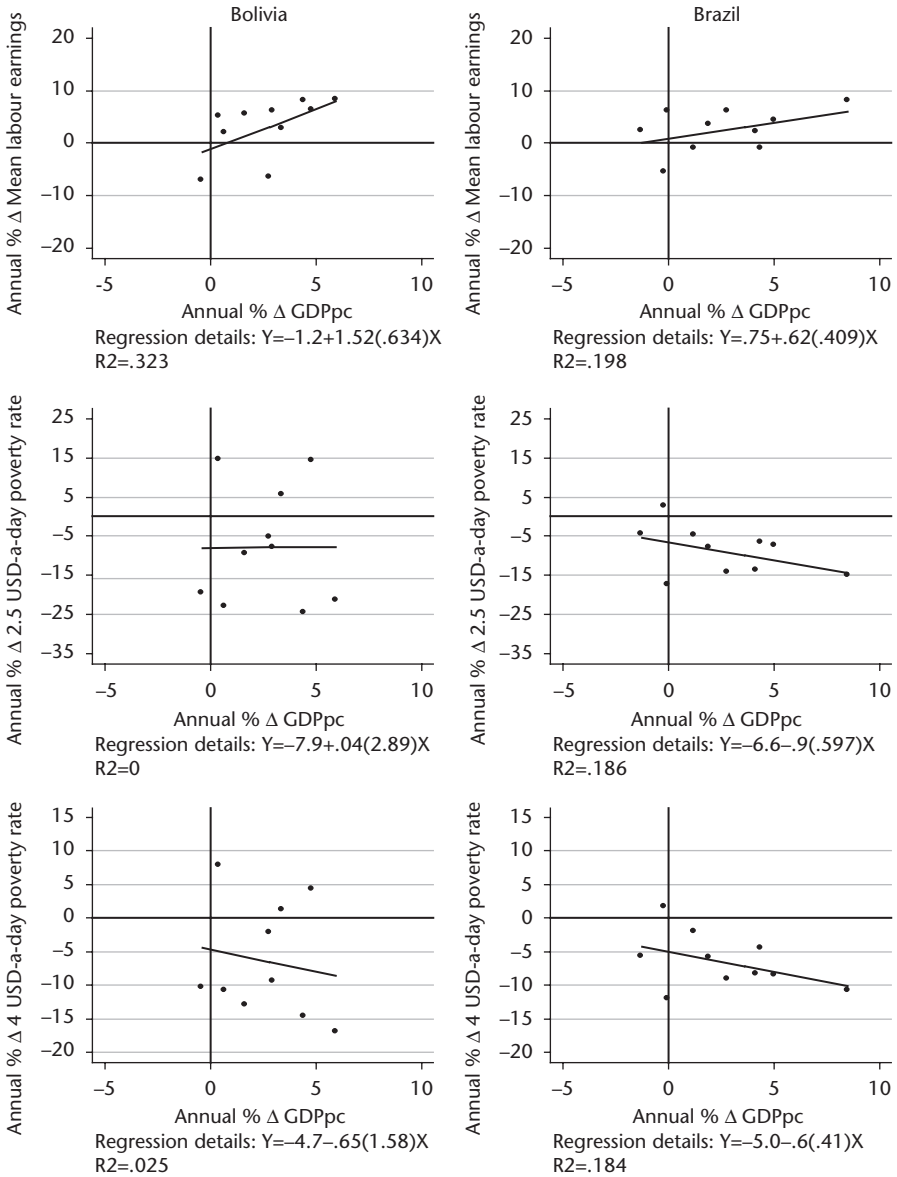 Bolivia
Annual % Δ Mean labour earnings
20
10
0
−10
−20
-5
0
5
10
Annual % Δ GDPpc
Regression details: Y=−1.2+1.52(.634)X
R2=.323
Brazil
Annual % Δ Mean labour earnings
20
10
0
−10
−20
−5
0
5
10
Annual % Δ GDPpc
Regression details: Y=.75+.62(.409)X
R2=.198
Annual % Δ 2.5 USD-a-day poverty rate
25
15
5
−5
−15
−25
−35
−5
0
5
10
Annual % Δ GDPpc
Regression details: Y=−7.9+.04(2.89)X
R2=0
Annual % Δ 2.5 USD-a-day poverty rate
25
15
5
−5
−15
−25
−35
−5
0
5
10
Annual % Δ GDPpc
Regression details: Y=−6.6−.9(.597)X
R2=.186
Annual % Δ 4 USD-a-day poverty rate
15
10
5
0
−5
−10
−15
−20
−5
0
5
10
Annual % Δ GDPpc
Regression details: Y=−4.7−.65(1.58)X
R2=.025
Annual % Δ 4 USD-a-day poverty rate
15
10
5
0
−5
−10
−15
−20
−5
0
5
10
Annual % Δ GDPpc
Regression details: Y=−5.0−.6(.41)X
R2=.184